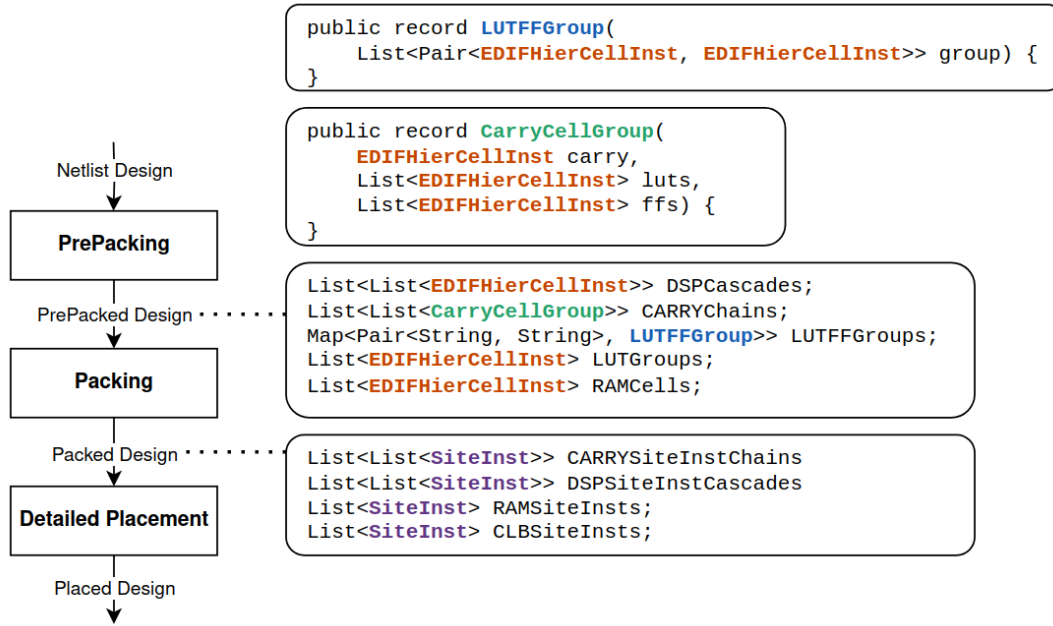 public record LUTFFGroup(
    List<Pair<EDIFHierCellInst, EDIFHierCellInst>> group) {
}
public record CarryCellGroup(
    EDIFHierCellInst carry,
    List<EDIFHierCellInst> luts,
    List<EDIFHierCellInst> ffs) {
}
Netlist Design
PrePacking
PrePacked Design
List<List<EDIFHierCellInst>> DSPCascades;
List<List<CarryCellGroup>> CARRYChains;
Map<Pair<String, String>, LUTFFGroup>> LUTFFGroups;
List<EDIFHierCellInst> LUTGroups;
List<EDIFHierCellInst> RAMCells;
Packing
Packed Design
List<List<SiteInst>> CARRYSiteInstChains
List<List<SiteInst>> DSPSiteInstCascades
List<SiteInst> RAMSiteInsts;
List<SiteInst> CLBSiteInsts;
Detailed Placement
Placed Design